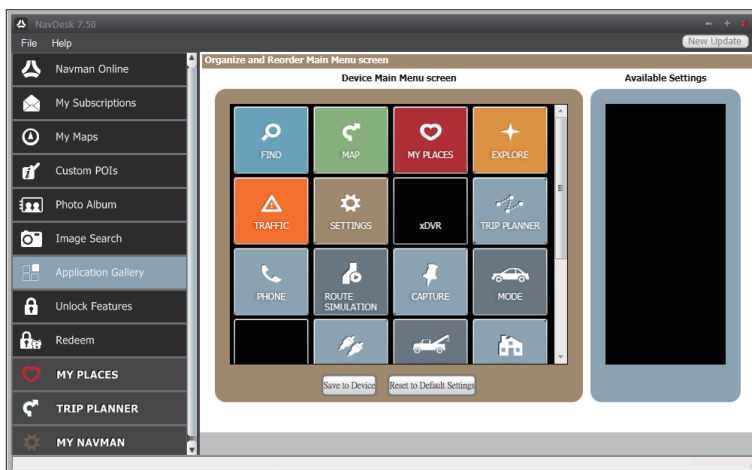 NavDesk 7.50
File Help
New Update
Navman Online
My Subscriptions
My Maps
Custom POIs
Photo Album
Image Search
Application Gallery
Unlock Features
Redeem
MY PLACES
TRIP PLANNER
MY NAVMAN
Organize and Reorder Main Menu screen
Device Main Menu screen
Available Settings
FIND
MAP
MY PLACES
EXPLORE
TRAFFIC
SETTINGS
xDVR
TRIP PLANNER
PHONE
ROUTE
SIMULATION
CAPTURE
MODE
Save to Device
Reset to Default Settings